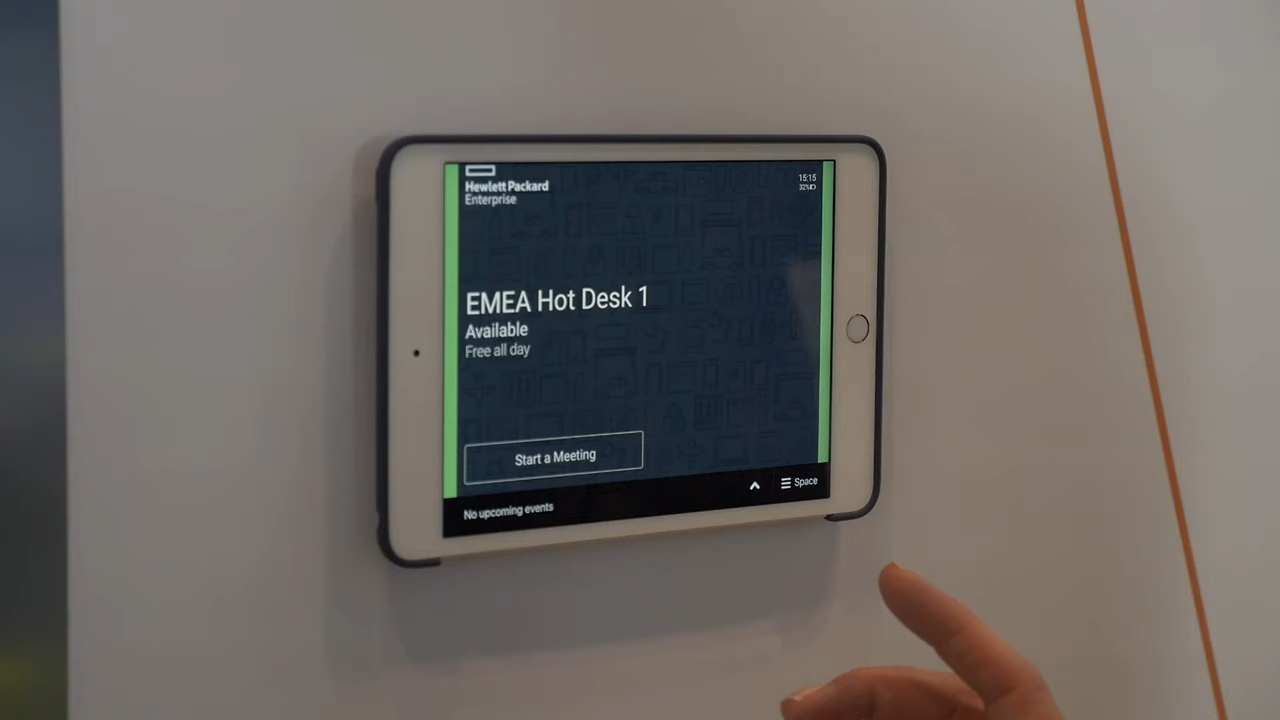 Hewlett Packard
Enterprise
15:15
32%
EMEA Hot Desk 1
Available
Free all day
Start a Meeting
Space
No upcoming events